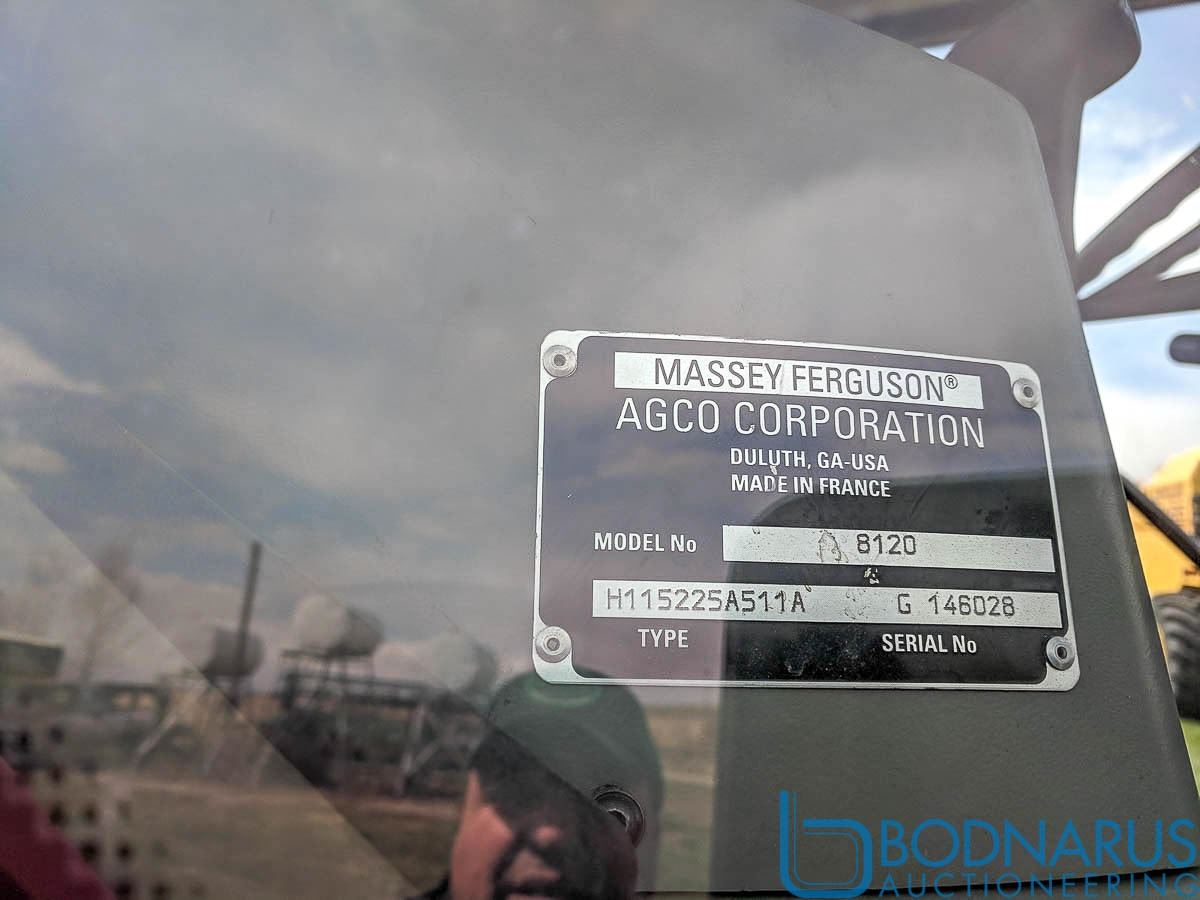 MASSEY FERGUSON®
AGCO CORPORATION
DULUTH, GA-USA
MADE IN FRANCE
MODEL No 8120
H115225A511A G 146028
TYPE SERIAL No
BODNARUS
AUCTIONEERING